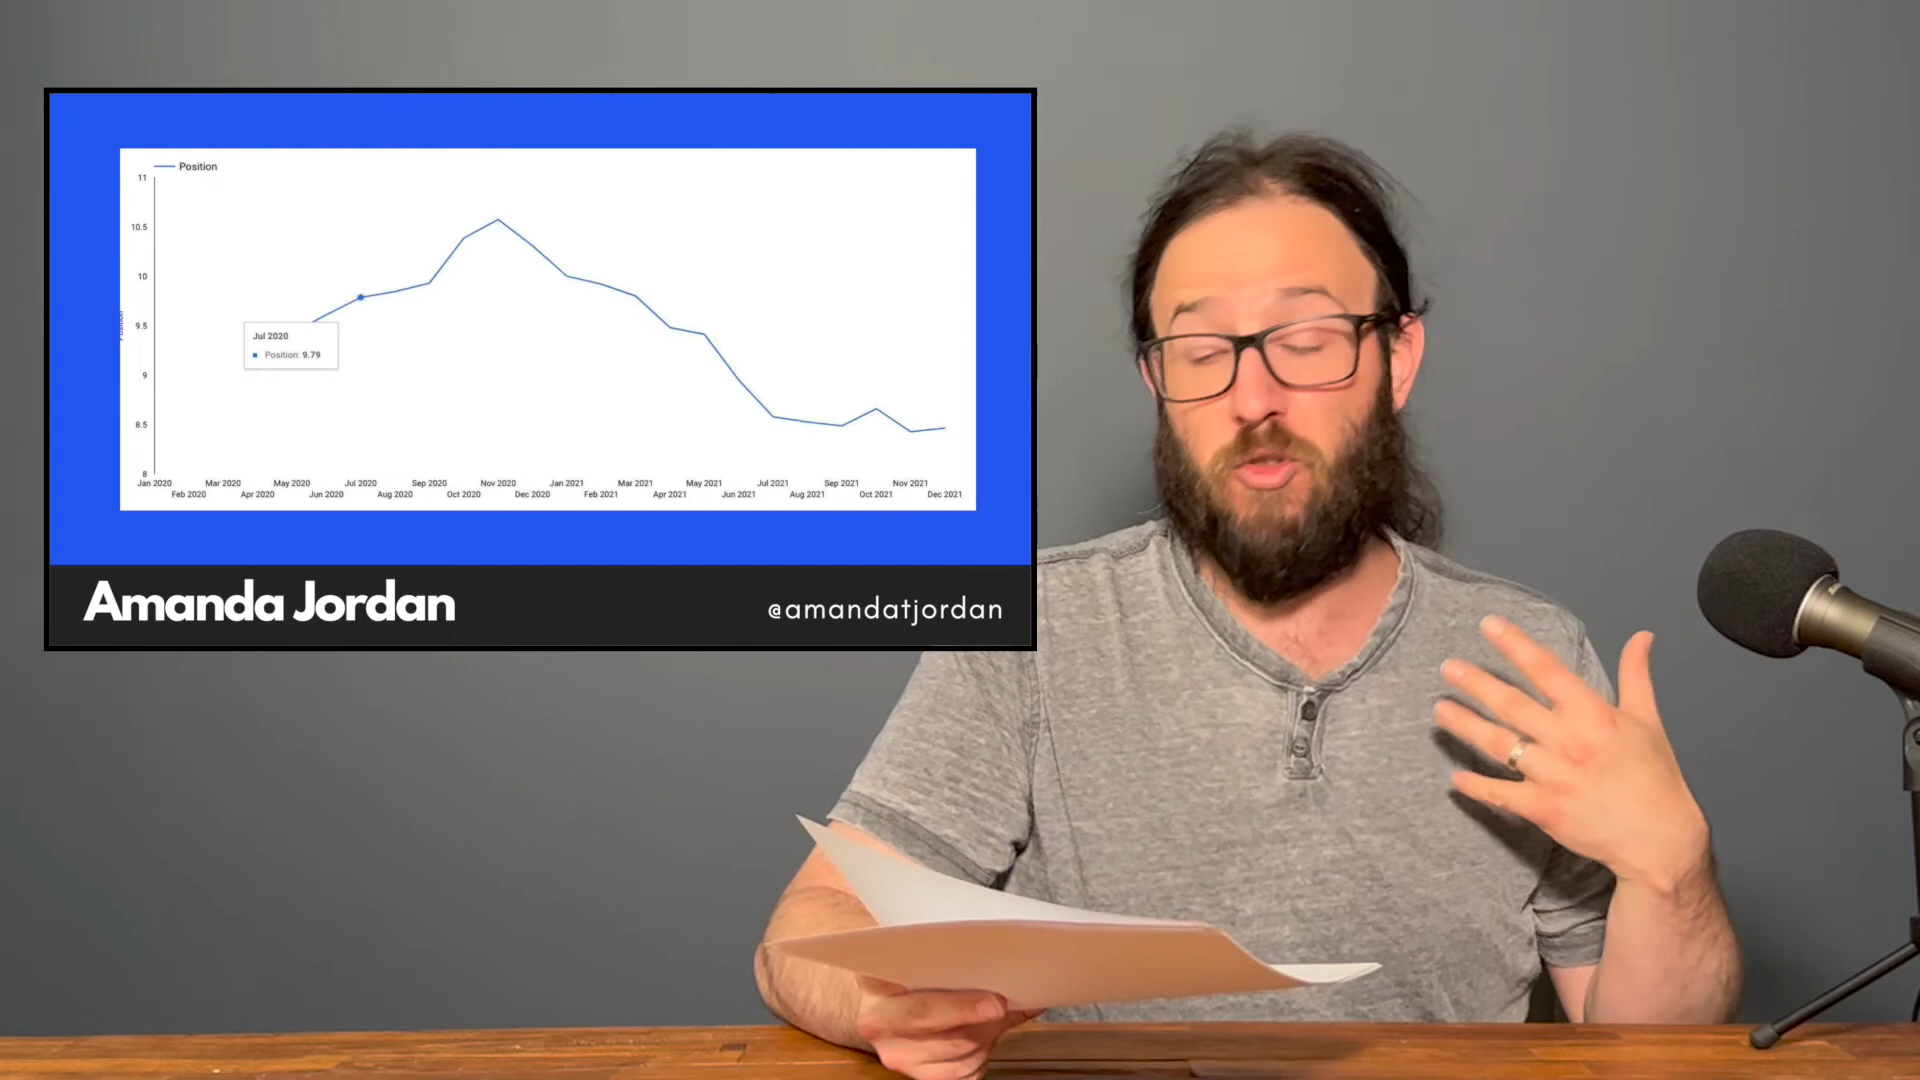 Position
11
10.5
10
9.5
9
8.5
8
Position
Jul 2020
Position: 9.79
Jan 2020 Mar 2020 May 2020 Jul 2020 Sep 2020 Nov 2020 Jan 2021 Mar 2021 May 2021 Jul 2021 Sep 2021 Nov 2021
Feb 2020 Apr 2020 Jun 2020 Aug 2020 Oct 2020 Dec 2020 Feb 2021 Apr 2021 Jun 2021 Aug 2021 Oct 2021 Dec 2021
Amanda Jordan
@amandatjordan